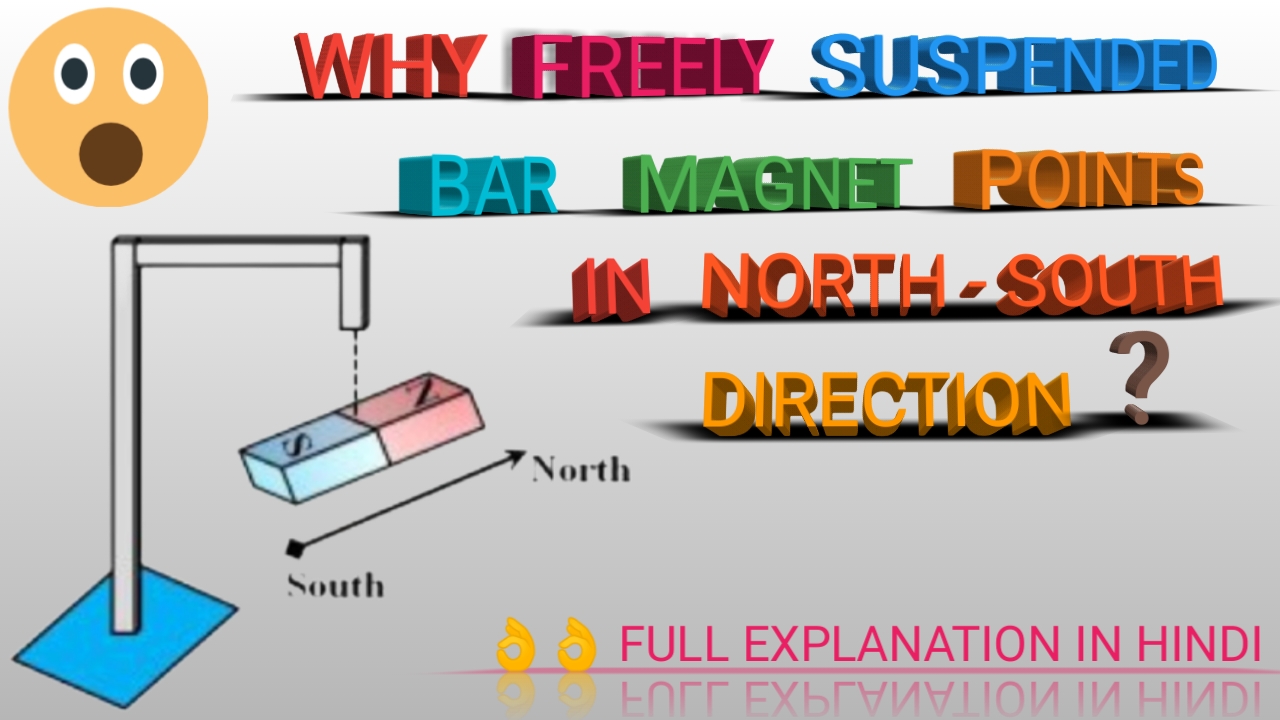 WHY FREELY SUSPENDED
BAR MAGNET POINTS
IN NORTH - SOUTH
DIRECTION ?
N
S
North
South
👌👌 FULL EXPLANATION IN HINDI